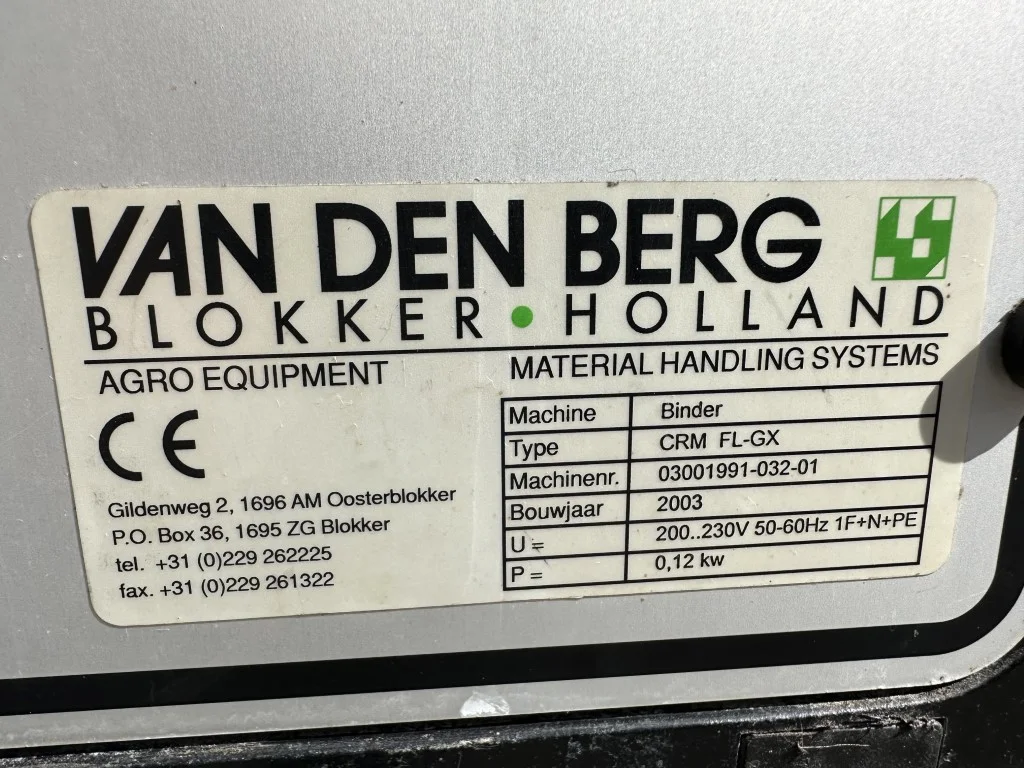 VAN DEN BERG
BLOKKER • HOLLAND
AGRO EQUIPMENT
MATERIAL HANDLING SYSTEMS
CE
Gildenweg 2, 1696 AM Oosterblokker
P.O. Box 36, 1695 ZG Blokker
tel. +31 (0)229 262225
fax. +31 (0)229 261322
Machine Binder
Type CRM FL-GX
Machinenr. 03001991-032-01
Bouwjaar 2003
U = 200..230V 50-60Hz 1F+N+PE
P = 0,12 kw